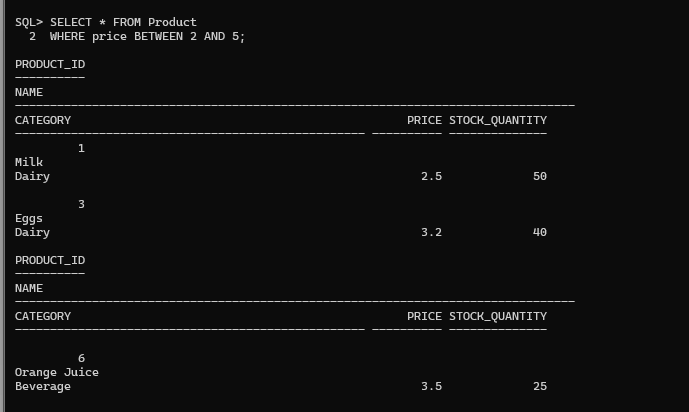 SQL> SELECT * FROM Product
  2  WHERE price BETWEEN 2 AND 5;
PRODUCT_ID
----------
NAME
--------------------------------------------------------------------------------
CATEGORY                                                PRICE STOCK_QUANTITY
-------------------------------------------------- ---------- --------------
         1
Milk
Dairy                                                     2.5             50
         3
Eggs
Dairy                                                     3.2             40
PRODUCT_ID
----------
NAME
--------------------------------------------------------------------------------
CATEGORY                                                PRICE STOCK_QUANTITY
-------------------------------------------------- ---------- --------------
         6
Orange Juice
Beverage                                                  3.5             25